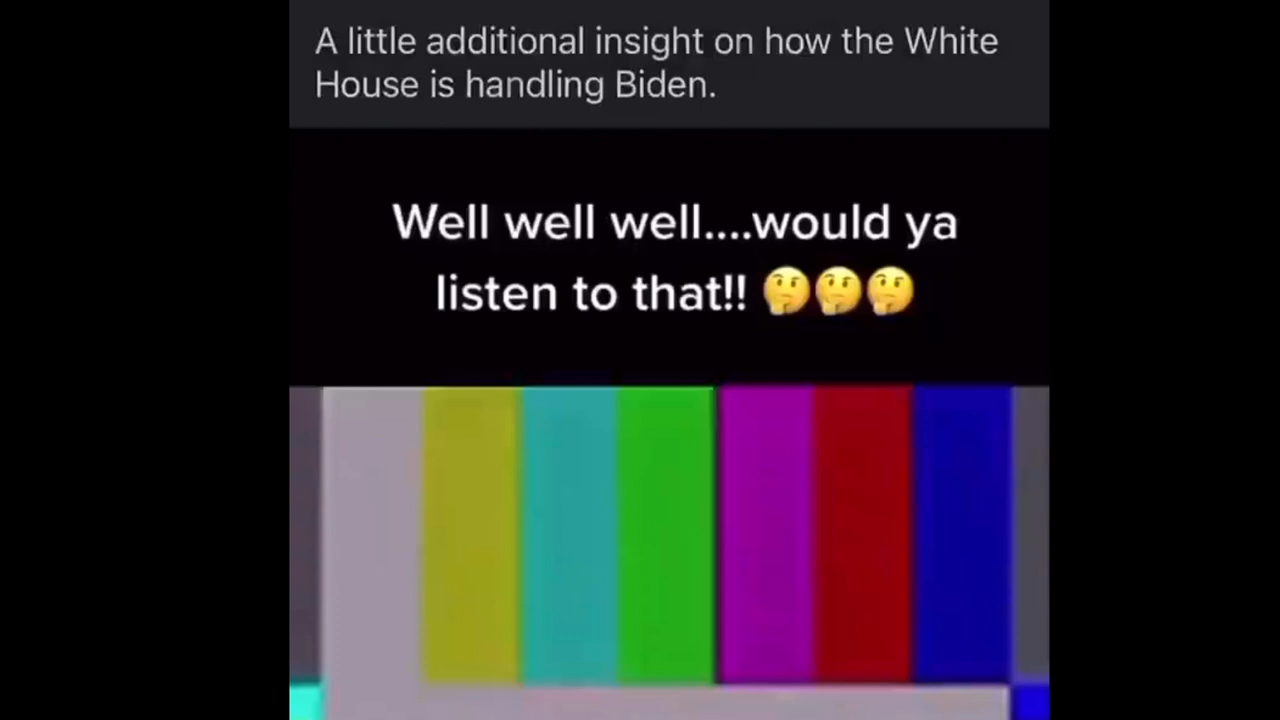 A little additional insight on how the White
House is handling Biden.
Well well well....would ya
listen to that!! 🤔🤔🤔